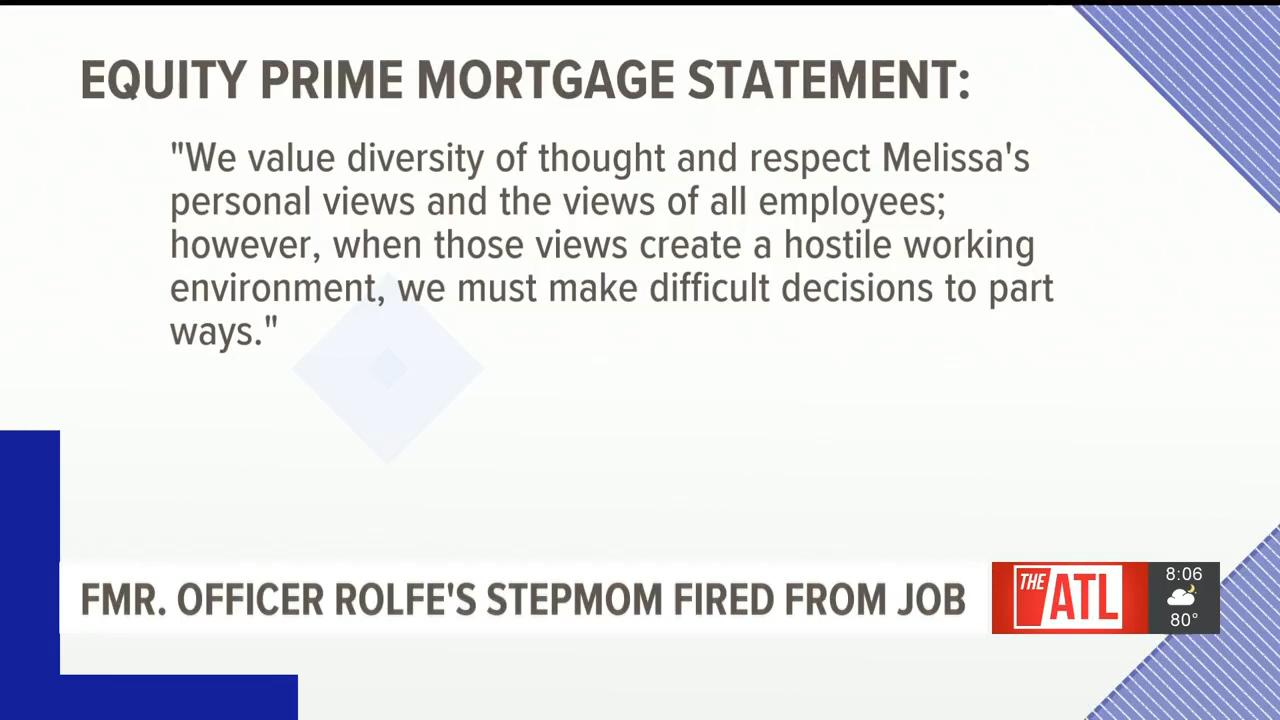 EQUITY PRIME MORTGAGE STATEMENT:
"We value diversity of thought and respect Melissa's
personal views and the views of all employees;
however, when those views create a hostile working
environment, we must make difficult decisions to part
ways."
FMR. OFFICER ROLFE'S STEPMOM FIRED FROM JOB
THE ATL
8:06
80°